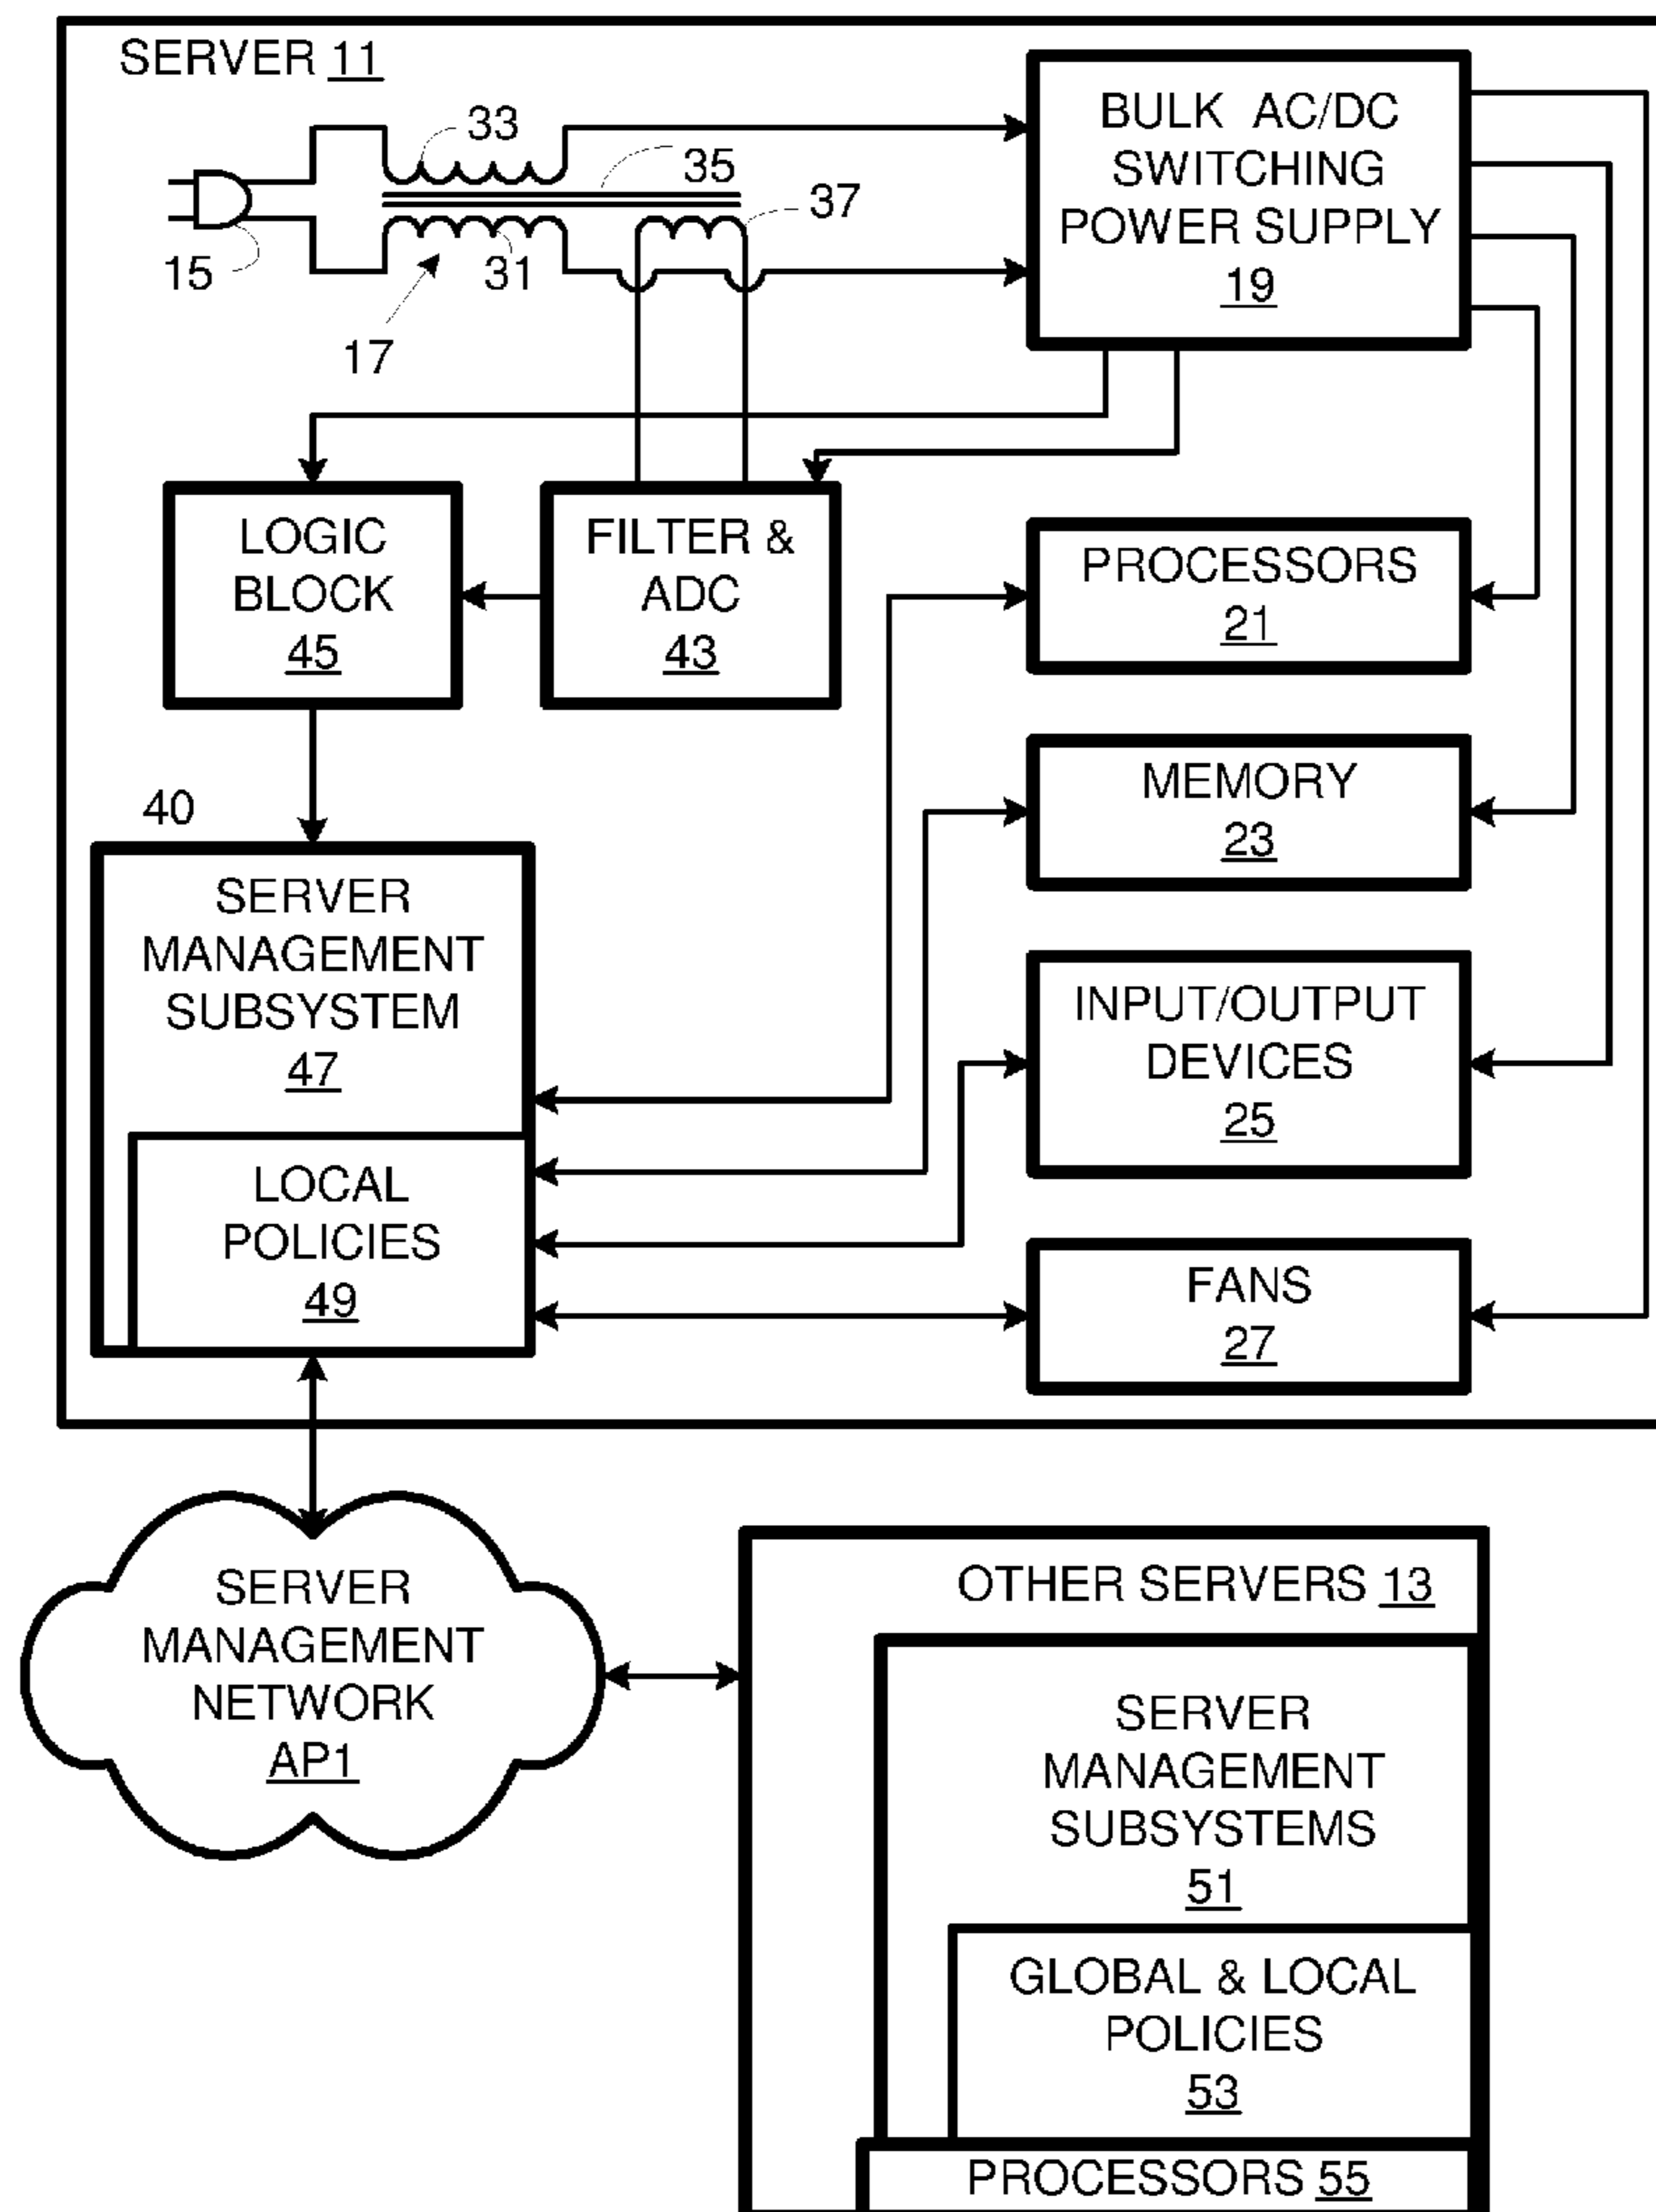 SERVER 11
33
35
37
15
31
17
BULK AC/DC
SWITCHING
POWER SUPPLY
19
LOGIC
BLOCK
45
FILTER &
ADC
43
PROCESSORS
21
MEMORY
23
40
SERVER
MANAGEMENT
SUBSYSTEM
47
LOCAL
POLICIES
49
INPUT/OUTPUT
DEVICES
25
FANS
27
SERVER
MANAGEMENT
NETWORK
AP1
OTHER SERVERS 13
SERVER
MANAGEMENT
SUBSYSTEMS
51
GLOBAL & LOCAL
POLICIES
53
PROCESSORS 55